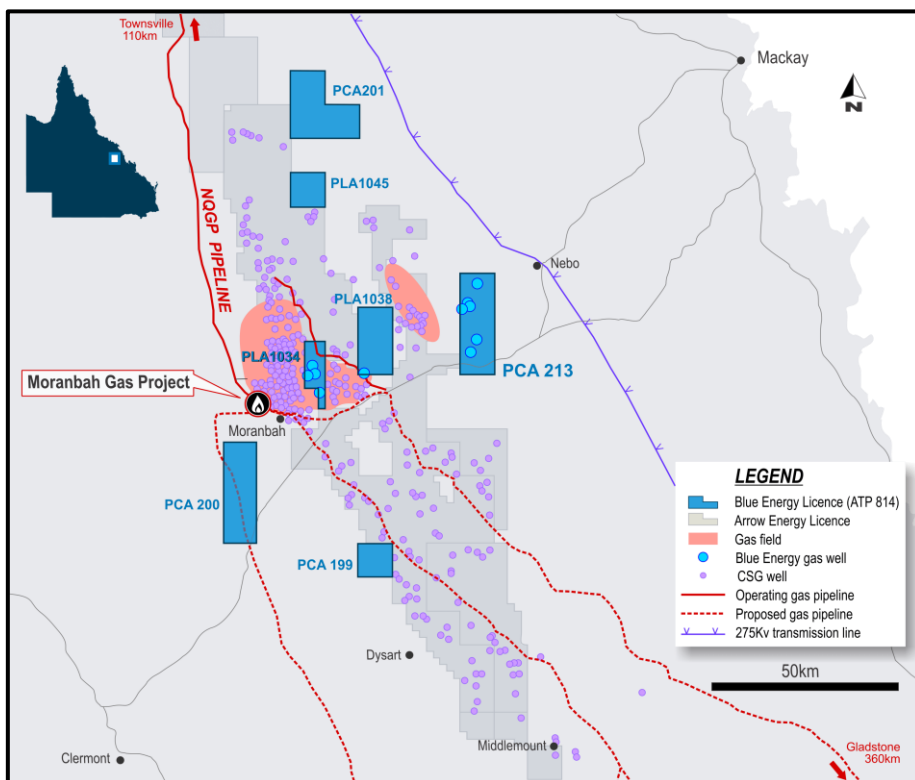 Townsville
110km
Mackay
PCA201
N
PLA1045
NQGP PIPELINE
Nebo
PLA1038
PLA1034
PCA 213
Moranbah Gas Project
Moranbah
PCA 200
PCA 199
LEGEND
Blue Energy Licence (ATP 814)
Arrow Energy Licence
Gas field
Blue Energy gas well
CSG well
Operating gas pipeline
Proposed gas pipeline
275Kv transmission line
50km
Dysart
Middlemount
Clermont
Gladstone
360km